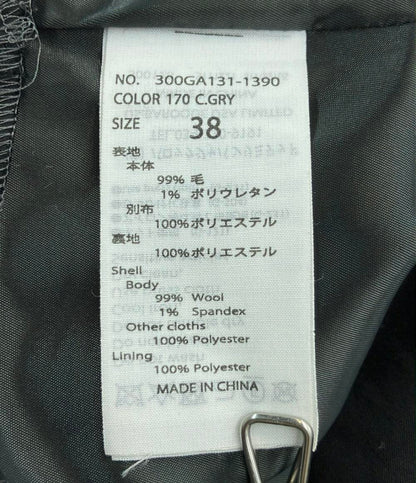 NO. 300GA131-1390
COLOR 170 C.GRY
SIZE 38
表地
本体
99% 毛
1% ポリウレタン
別布
100%ポリエステル
裏地
100%ポリエステル
Shell
Body
99% Wool
1% Spandex
Other cloths
100% Polyester
Lining
100% Polyester
MADE IN CHINA